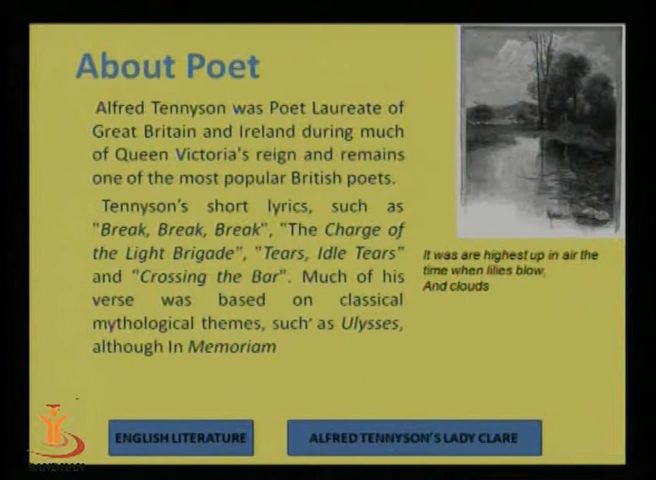 About Poet
Alfred Tennyson was Poet Laureate of
Great Britain and Ireland during much
of Queen Victoria's reign and remains
one of the most popular British poets.
Tennyson's short lyrics, such as
"Break, Break, Break", "The Charge of
the Light Brigade", "Tears, Idle Tears"
and "Crossing the Bar". Much of his
verse was based on classical
mythological themes, such as Ulysses,
although In Memoriam
It was are highest up in air the
time when lilies blow,
And clouds
ENGLISH LITERATURE
ALFRED TENNYSON'S LADY CLARE